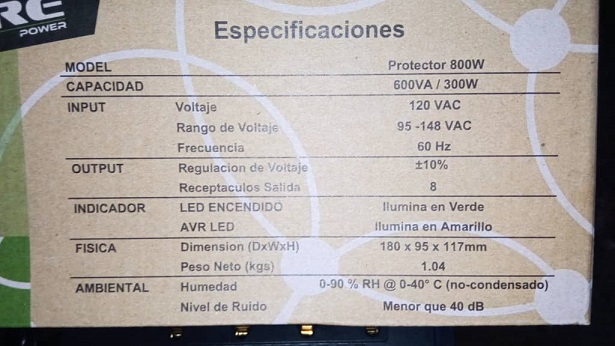 RE
POWER
Especificaciones
MODEL Protector 800W
CAPACIDAD 600VA / 300W
INPUT Voltaje 120 VAC
Rango de Voltaje 95 -148 VAC
Frecuencia 60 Hz
OUTPUT Regulacion de Voltaje ±10%
Receptaculos Salida 8
INDICADOR LED ENCENDIDO Ilumina en Verde
AVR LED Ilumina en Amarillo
FISICA Dimension (DxWxH) 180 x 95 x 117mm
Peso Neto (kgs) 1.04
AMBIENTAL Humedad 0-90 % RH @ 0-40° C (no-condensado)
Nivel de Ruido Menor que 40 dB